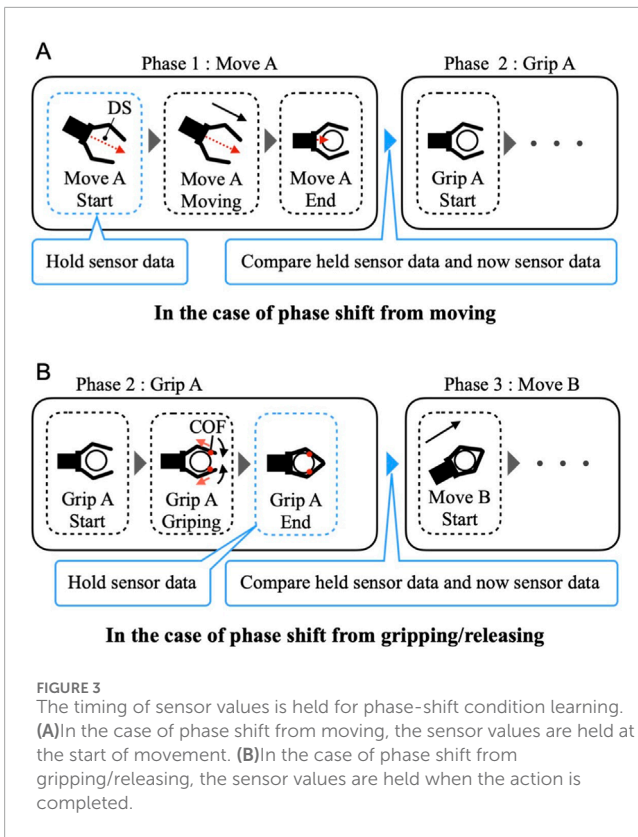 A
Phase 1 : Move A
Phase 2 : Grip A
DS
Move A
Start
Move A
Moving
Move A
End
Grip A
Start
Hold sensor data
Compare held sensor data and now sensor data
In the case of phase shift from moving
B
Phase 2 : Grip A
Phase 3 : Move B
COF
Grip A
Start
Grip A
Griping
Grip A
End
Move B
Start
Hold sensor data
Compare held sensor data and now sensor data
In the case of phase shift from gripping/releasing
FIGURE 3
The timing of sensor values is held for phase-shift condition learning.
(A)In the case of phase shift from moving, the sensor values are held at
the start of movement. (B)In the case of phase shift from
gripping/releasing, the sensor values are held when the action is
completed.